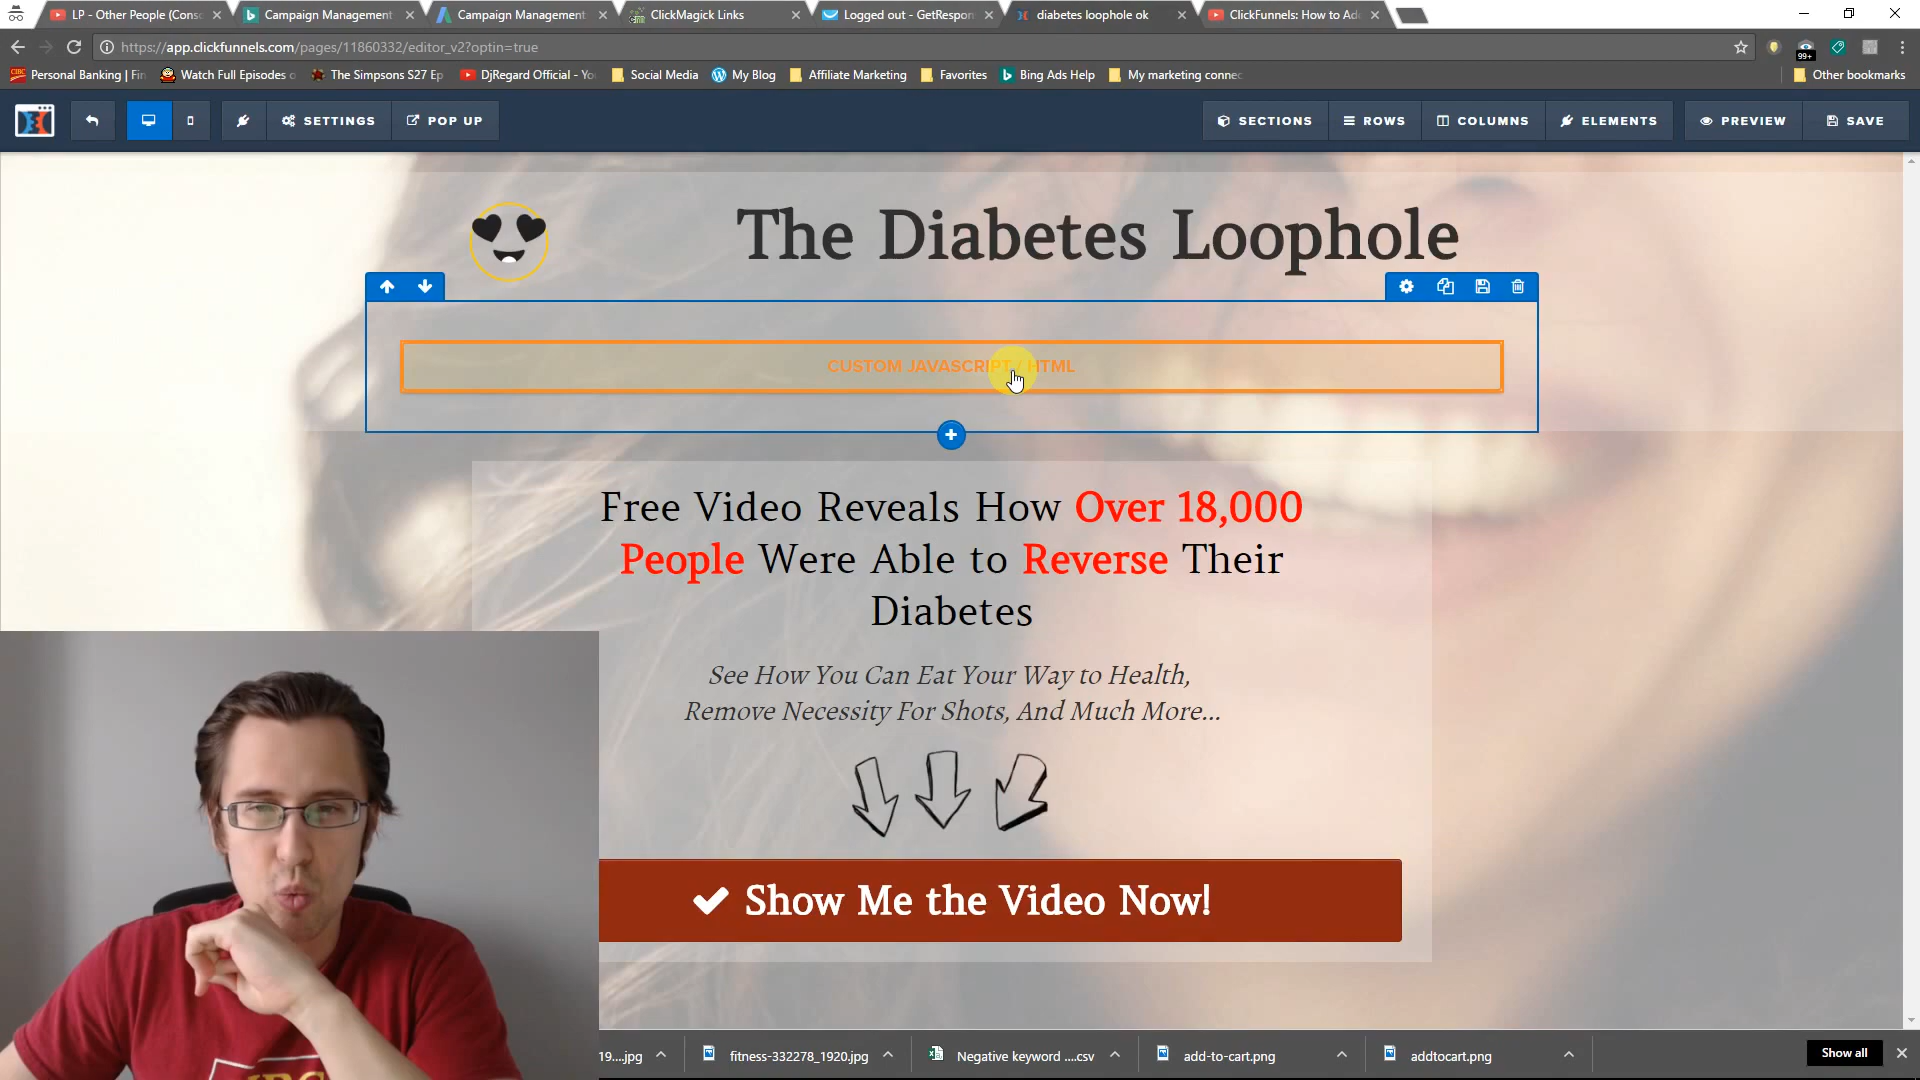 LP - Other People (Consc
Campaign Management
Campaign Management
ClickMagick Links
Logged out - GetRespon
diabetes loophole ok
ClickFunnels: How to Ad
https://app.clickfunnels.com/pages/11860332/editor_v2?optin=true
99+
CIBC
Personal Banking | Fin
Watch Full Episodes o
The Simpsons S27 Ep
DjRegard Official - Yo
Social Media
My Blog
Affiliate Marketing
Favorites
Bing Ads Help
My marketing connec
Other bookmarks
SETTINGS
POP UP
SECTIONS
ROWS
COLUMNS
ELEMENTS
PREVIEW
SAVE
The Diabetes Loophole
CUSTOM JAVASCRIPT / HTML
Free Video Reveals How Over 18,000
People Were Able to Reverse Their
Diabetes
See How You Can Eat Your Way to Health,
Remove Necessity For Shots, And Much More...
Show Me the Video Now!
19....jpg
fitness-332278_1920.jpg
Negative keyword ....csv
add-to-cart.png
addtocart.png
Show all